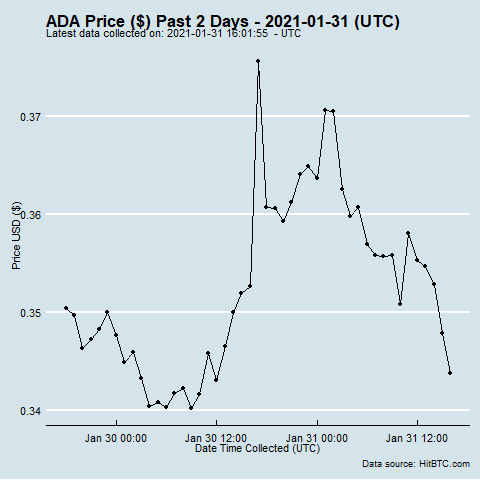 ADA Price ($) Past 2 Days - 2021-01-31 (UTC)
Latest data collected on: 2021-01-31 16:01:55  - UTC
0.37
0.36
0.35
0.34
Price USD ($)
Jan 30 00:00
Jan 30 12:00
Jan 31 00:00
Jan 31 12:00
Date Time Collected (UTC)
Data source: HitBTC.com